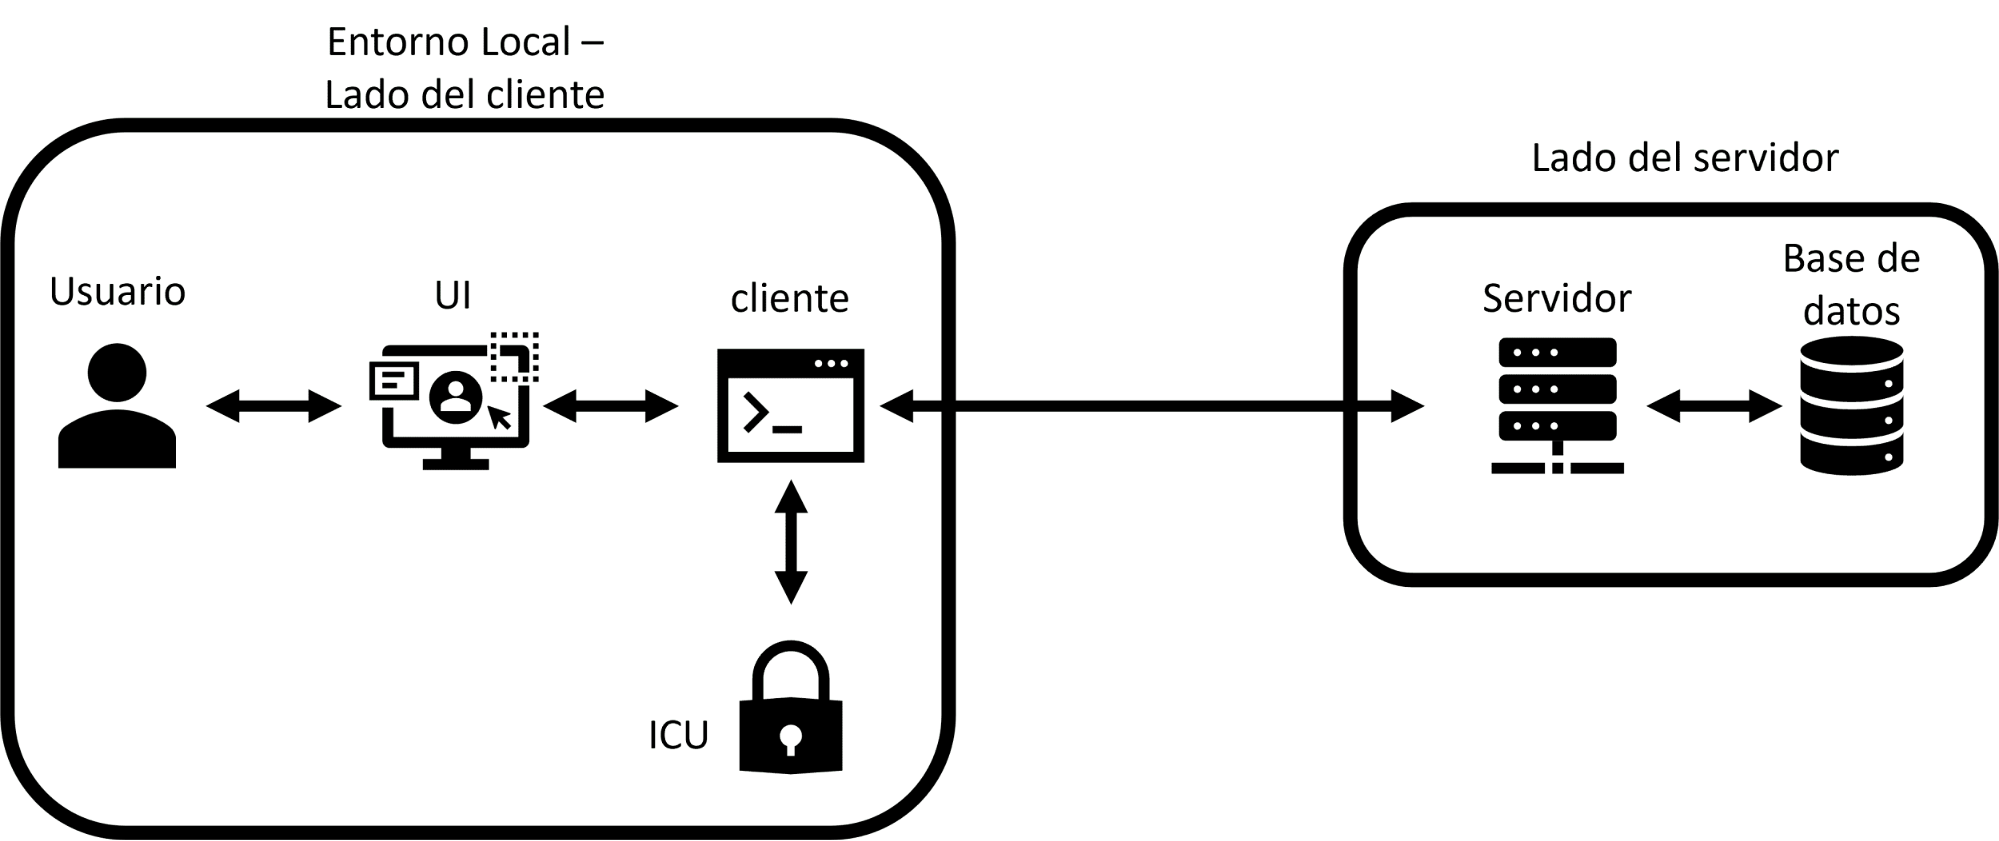 Entorno Local –
Lado del cliente
Lado del servidor
Usuario
UI
cliente
Servidor
Base de
datos
ICU